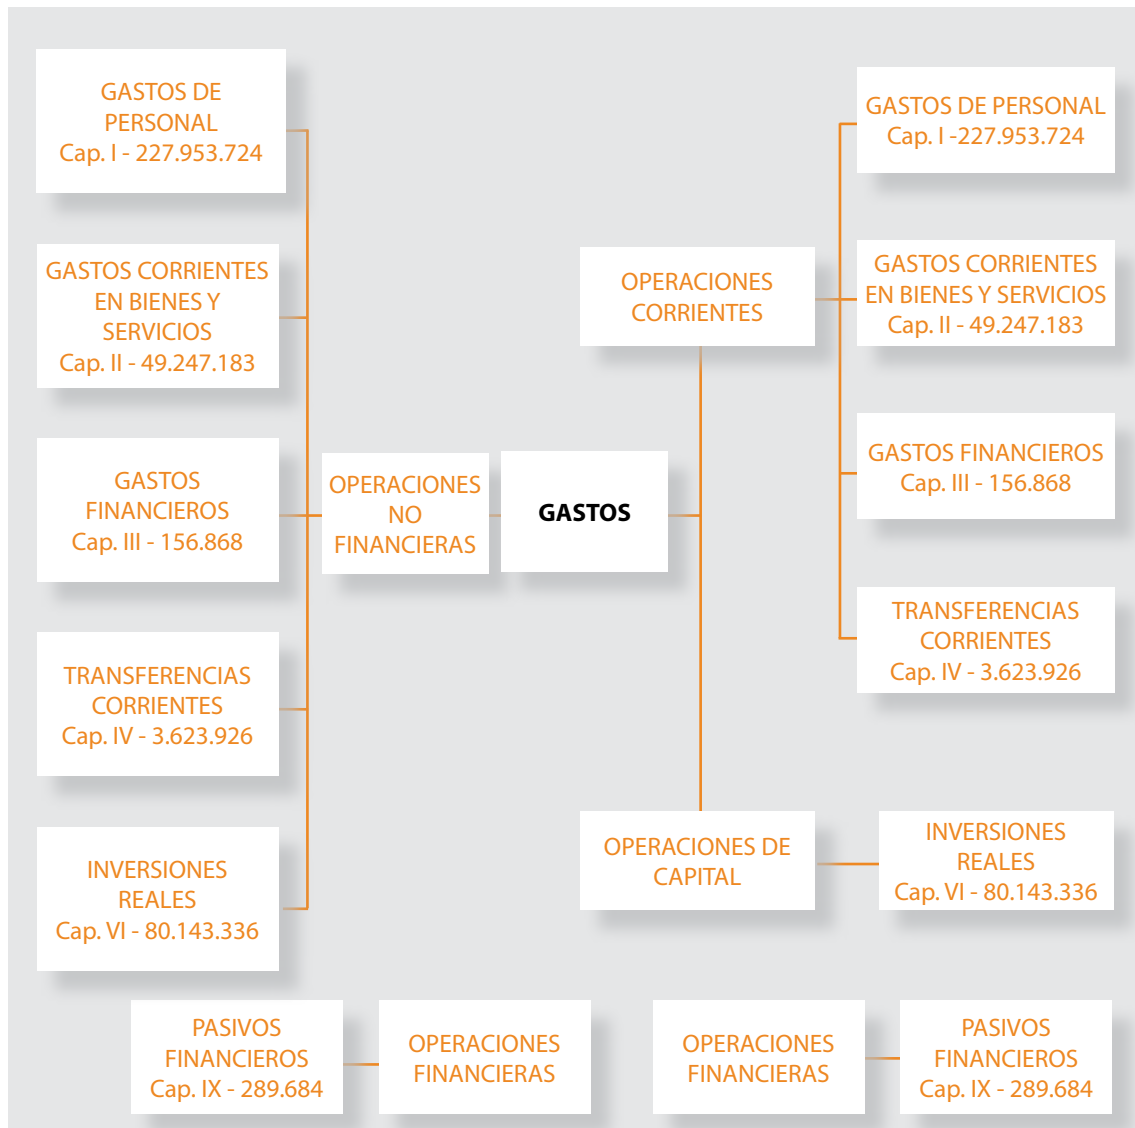 GASTOS DE
PERSONAL
Cap. I - 227.953.724
GASTOS CORRIENTES
EN BIENES Y
SERVICIOS
Cap. II - 49.247.183
GASTOS
FINANCIEROS
Cap. III - 156.868
TRANSFERENCIAS
CORRIENTES
Cap. IV - 3.623.926
INVERSIONES
REALES
Cap. VI - 80.143.336
OPERACIONES
NO
FINANCIERAS
GASTOS
OPERACIONES
CORRIENTES
GASTOS DE PERSONAL
Cap. I -227.953.724
GASTOS CORRIENTES
EN BIENES Y SERVICIOS
Cap. II - 49.247.183
GASTOS FINANCIEROS
Cap. III - 156.868
TRANSFERENCIAS
CORRIENTES
Cap. IV - 3.623.926
OPERACIONES DE
CAPITAL
INVERSIONES
REALES
Cap. VI - 80.143.336
PASIVOS
FINANCIEROS
Cap. IX - 289.684
OPERACIONES
FINANCIERAS
OPERACIONES
FINANCIERAS
PASIVOS
FINANCIEROS
Cap. IX - 289.684